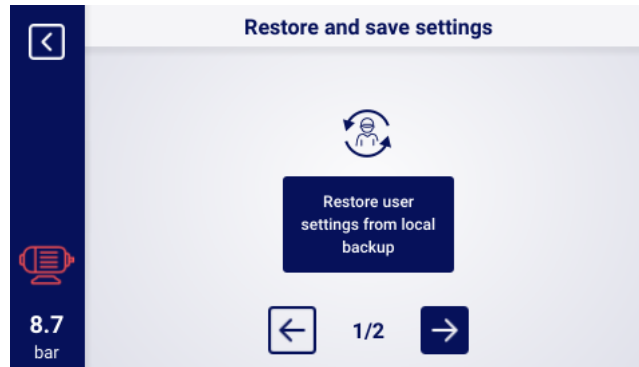 Restore and save settings
Restore user
settings from local
backup
1/2
8.7
bar